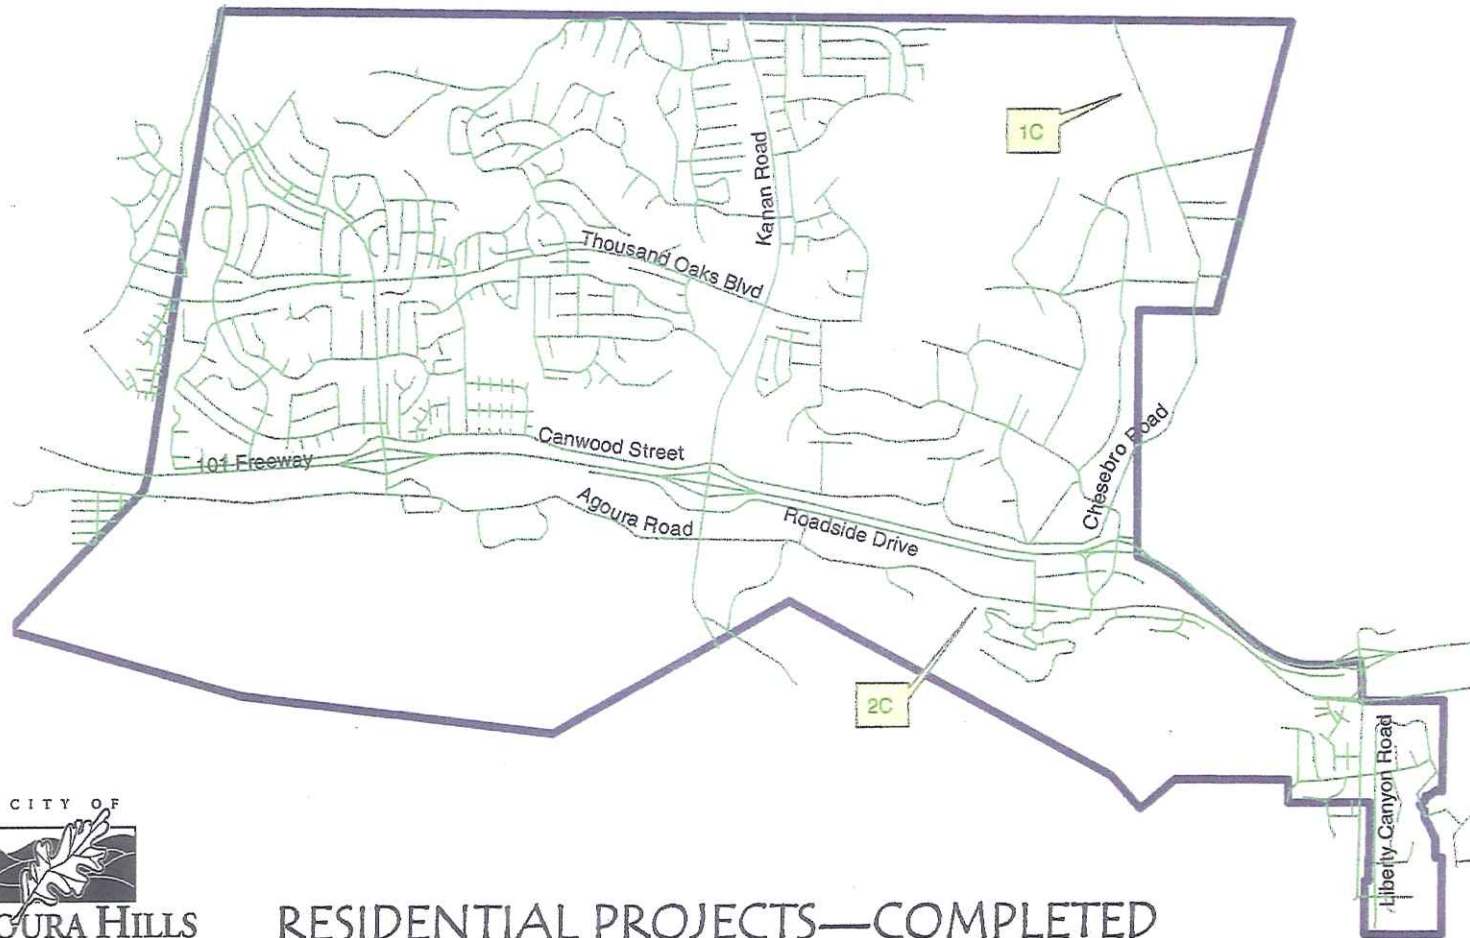 1C
Kanan Road
Thousand Oaks Blvd
Chesebro Road
Canwood Street
101 Freeway
Agoura Road
Roadside Drive
2C
Liberty Canyon Road
CITY OF
GOURA HILLS
RESIDENTIAL PROJECTS—COMPLETED